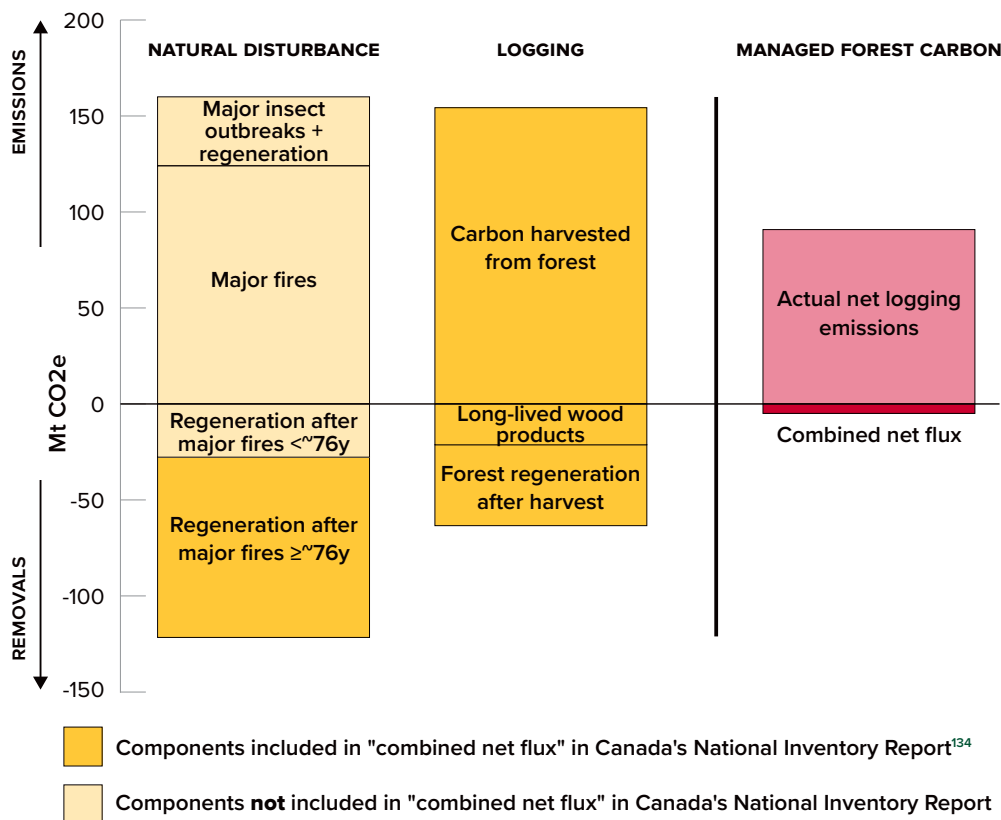 200
150
100
50
0
-50
-100
-150
EMISSIONS
Mt CO2e
REMOVALS
NATURAL DISTURBANCE
LOGGING
MANAGED FOREST CARBON
Major insect
outbreaks +
regeneration
Major fires
Regeneration after
major fires <~76y
Regeneration after
major fires ≥~76y
Carbon harvested
from forest
Long-lived wood
products
Forest regeneration
after harvest
Actual net logging
emissions
Combined net flux
Components included in "combined net flux" in Canada's National Inventory Report134
Components not included in "combined net flux" in Canada's National Inventory Report